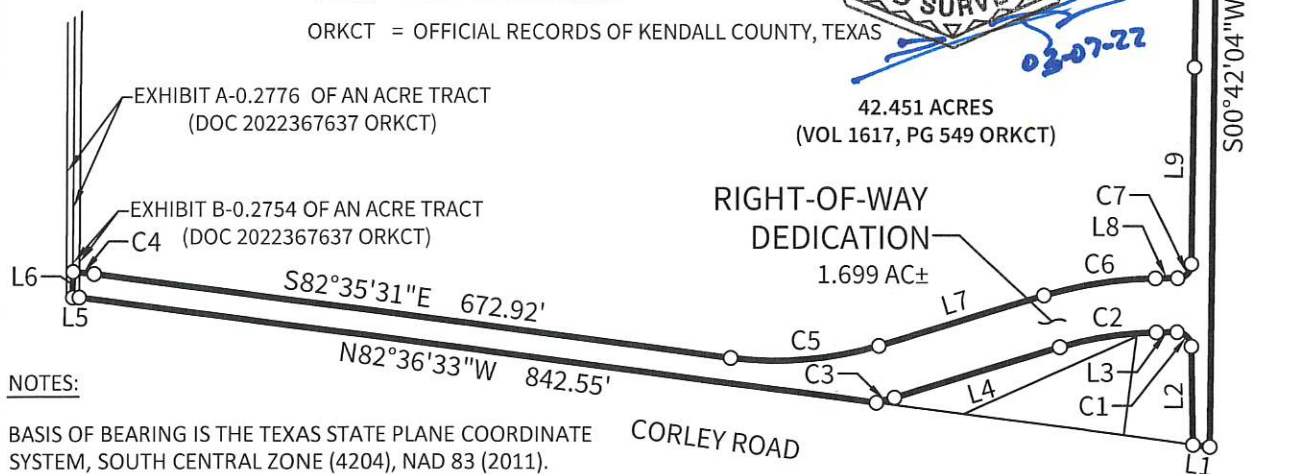 SURVE
ORKCT = OFFICIAL RECORDS OF KENDALL COUNTY, TEXAS
03-07-22
S00°42'04"W
EXHIBIT A-0.2776 OF AN ACRE TRACT
(DOC 2022367637 ORKCT)
42.451 ACRES
(VOL 1617, PG 549 ORKCT)
L9
EXHIBIT B-0.2754 OF AN ACRE TRACT
(DOC 2022367637 ORKCT)
C4
RIGHT-OF-WAY
DEDICATION
1.699 AC±
C7
L8
C6
L6
L5
S82°35'31"E 672.92'
L7
C5
C2
N82°36'33"W 842.55'
C3
L4
L3
C1
L2
L1
CORLEY ROAD
NOTES:
BASIS OF BEARING IS THE TEXAS STATE PLANE COORDINATE
SYSTEM, SOUTH CENTRAL ZONE (4204), NAD 83 (2011).